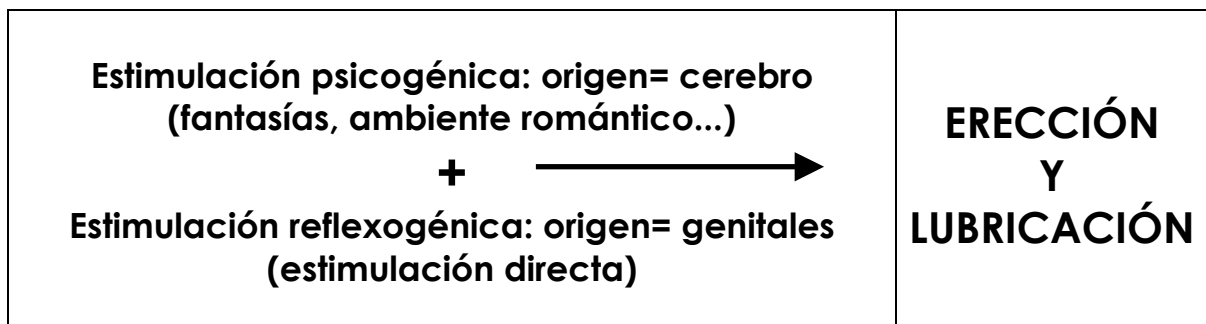 Estimulación psicogénica: origen= cerebro
(fantasías, ambiente romántico...)
+
Estimulación reflexogénica: origen= genitales
(estimulación directa)
ERECCIÓN
Y
LUBRICACIÓN